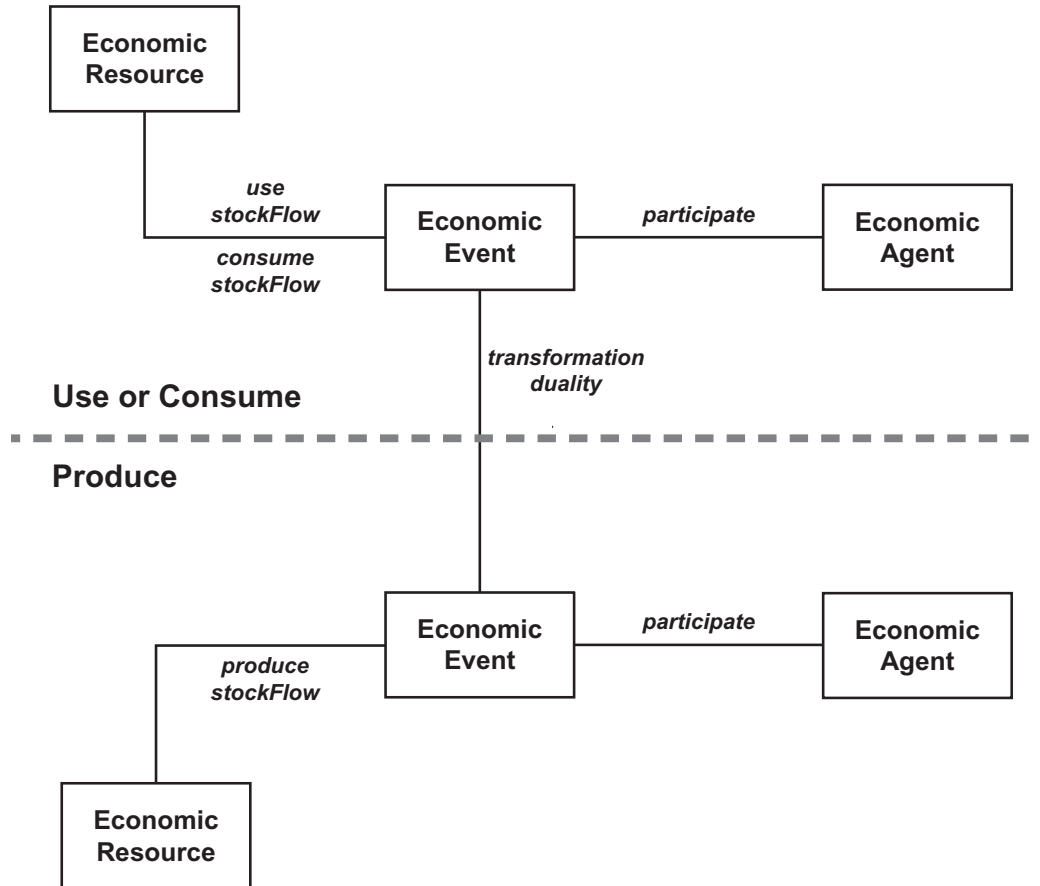 Economic
Resource
use
stockFlow
consume
stockFlow
Economic
Event
participate
Economic
Agent
transformation
duality
Use or Consume
Produce
Economic
Event
participate
Economic
Agent
produce
stockFlow
Economic
Resource